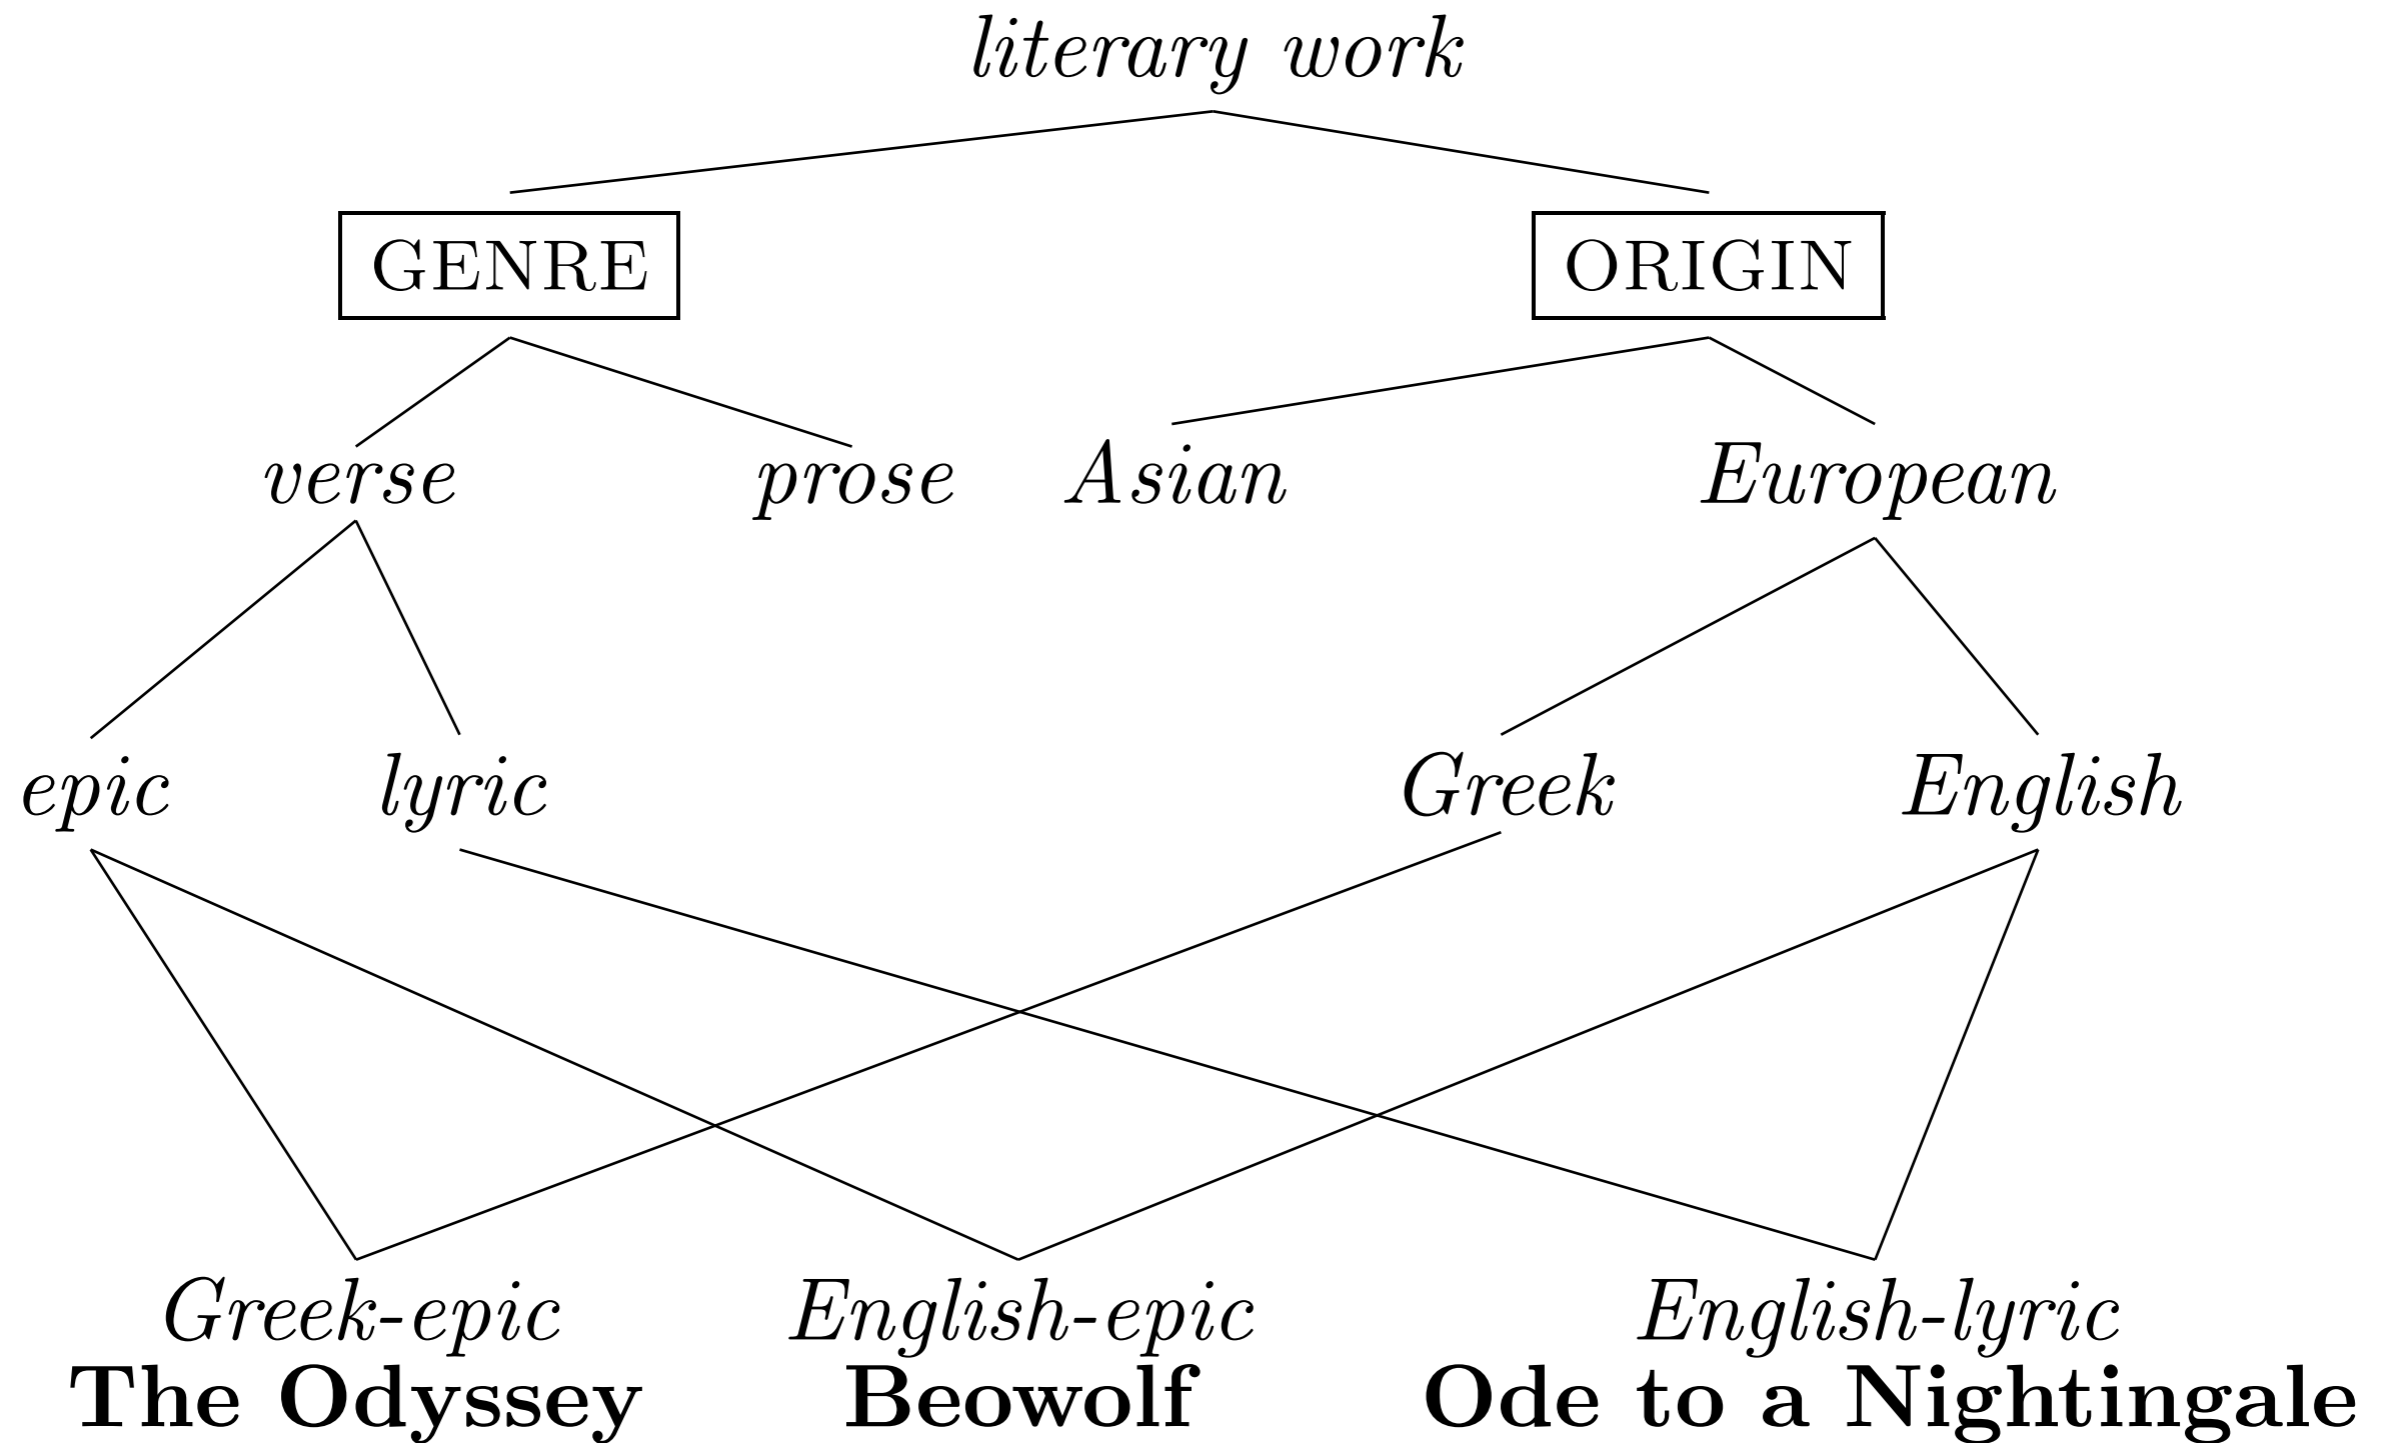 literary work
GENRE ORIGIN
verse prose Asian European
epic lyric Greek English
Greek-epic English-epic English-lyric
The Odyssey Beowolf Ode to a Nightingale